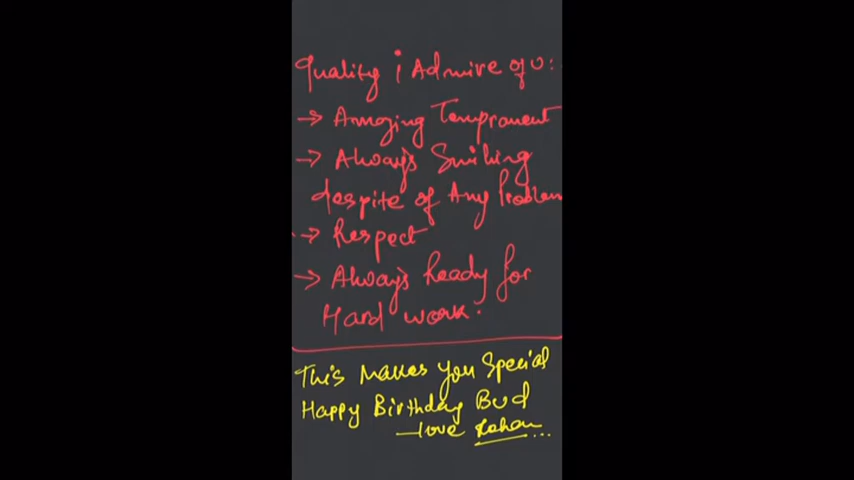 Quality i Admire of U:
→ Amazing Temprament
→ Always Smiling
despite of Any Problem
→ Respect
→ Always Ready for
Hard work.
This Makes you Special
Happy Birthday Bud
—love